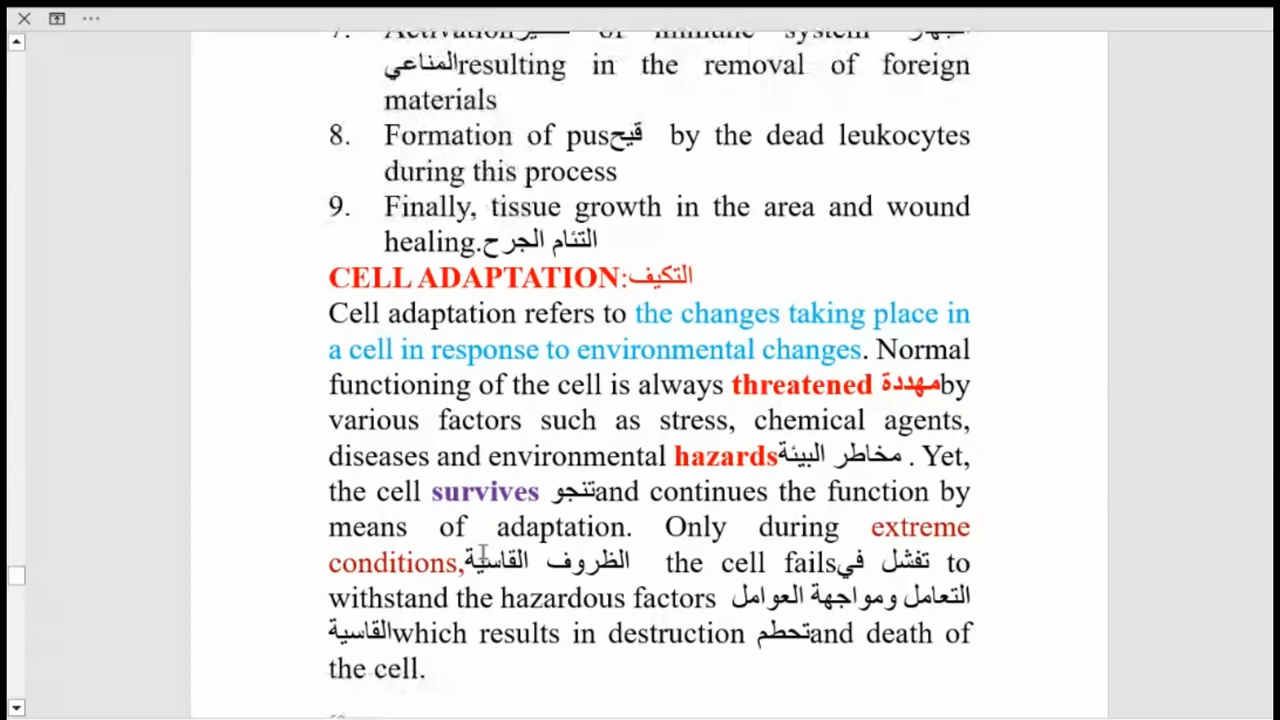 7. Activation of immune system
المناعيresulting in the removal of foreign
materials
8. Formation of pusقيح by the dead leukocytes
during this process
9. Finally, tissue growth in the area and wound
healing.التئام الجرح
CELL ADAPTATION:التكيف
Cell adaptation refers to the changes taking place in
a cell in response to environmental changes. Normal
functioning of the cell is always threatened مهددةby
various factors such as stress, chemical agents,
diseases and environmental hazardsمخاطر البيئة . Yet,
the cell survives تنجوand continues the function by
means of adaptation. Only during extreme
conditions,الظروف القاسية the cell failsتفشل في to
withstand the hazardous factors التعامل ومواجهة العوامل
القاسيةwhich results in destruction تحطمand death of
the cell.